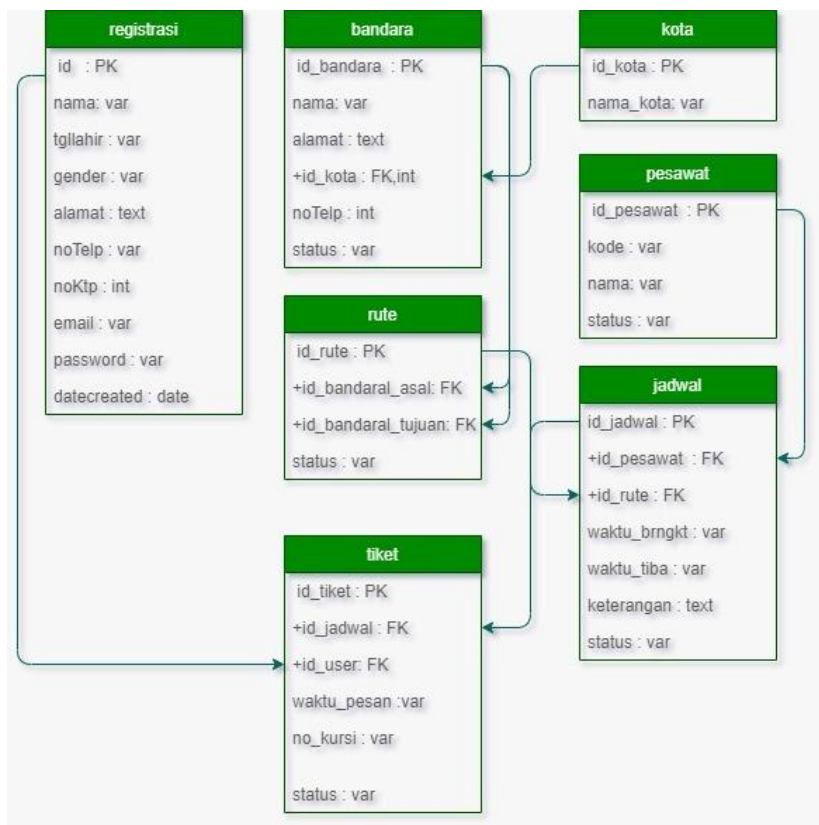 registrasi
id : PK
nama: var
tgllahir : var
gender : var
alamat : text
noTelp : var
noKtp : int
email : var
password : var
datecreated : date
bandara
id_bandara : PK
nama: var
alamat : text
+id_kota : FK,int
noTelp : int
status : var
kota
id_kota : PK
nama_kota: var
pesawat
id_pesawat : PK
kode : var
nama: var
status : var
rute
id_rute : PK
+id_bandaral_asal: FK
+id_bandaral_tujuan: FK
status : var
jadwal
id_jadwal : PK
+id_pesawat : FK
+id_rute : FK
waktu_brngkt : var
waktu_tiba : var
keterangan : text
status : var
tiket
id_tiket : PK
+id_jadwal : FK
+id_user: FK
waktu_pesan :var
no_kursi : var
status : var